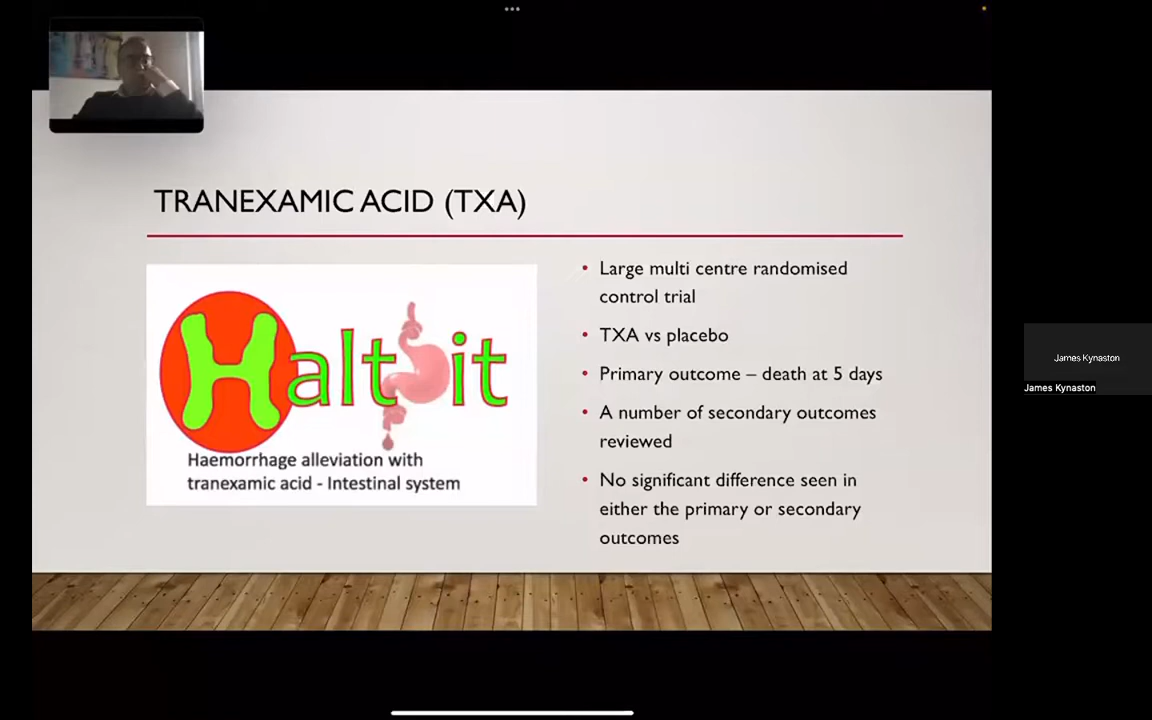 TRANEXAMIC ACID (TXA)
Halt it
Haemorrhage alleviation with
tranexamic acid - Intestinal system
• Large multi centre randomised
control trial
• TXA vs placebo
• Primary outcome – death at 5 days
• A number of secondary outcomes
reviewed
• No significant difference seen in
either the primary or secondary
outcomes
James Kynaston
James Kynaston